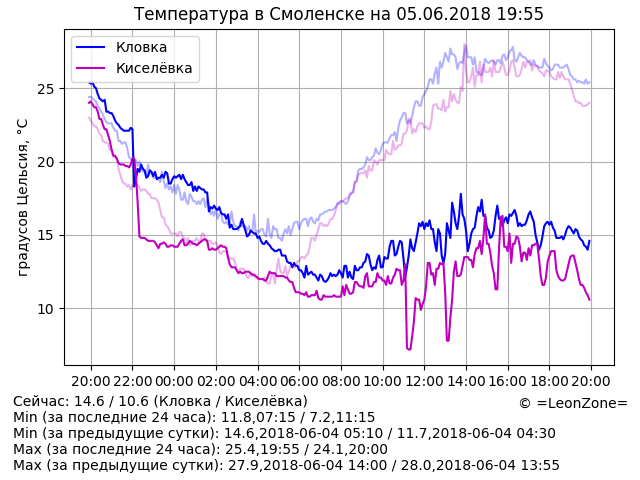 Температура в Смоленске на 05.06.2018 19:55
Кловка
Киселёвка
градусов Цельсия, °C
25
20
15
10
20:00 22:00 00:00 02:00 04:00 06:00 08:00 10:00 12:00 14:00 16:00 18:00 20:00
Сейчас: 14.6 / 10.6 (Кловка / Киселёвка)
© =LeonZone=
Min (за последние 24 часа): 11.8,07:15 / 7.2,11:15
Min (за предыдущие сутки): 14.6,2018-06-04 05:10 / 11.7,2018-06-04 04:30
Max (за последние 24 часа): 25.4,19:55 / 24.1,20:00
Max (за предыдущие сутки): 27.9,2018-06-04 14:00 / 28.0,2018-06-04 13:55